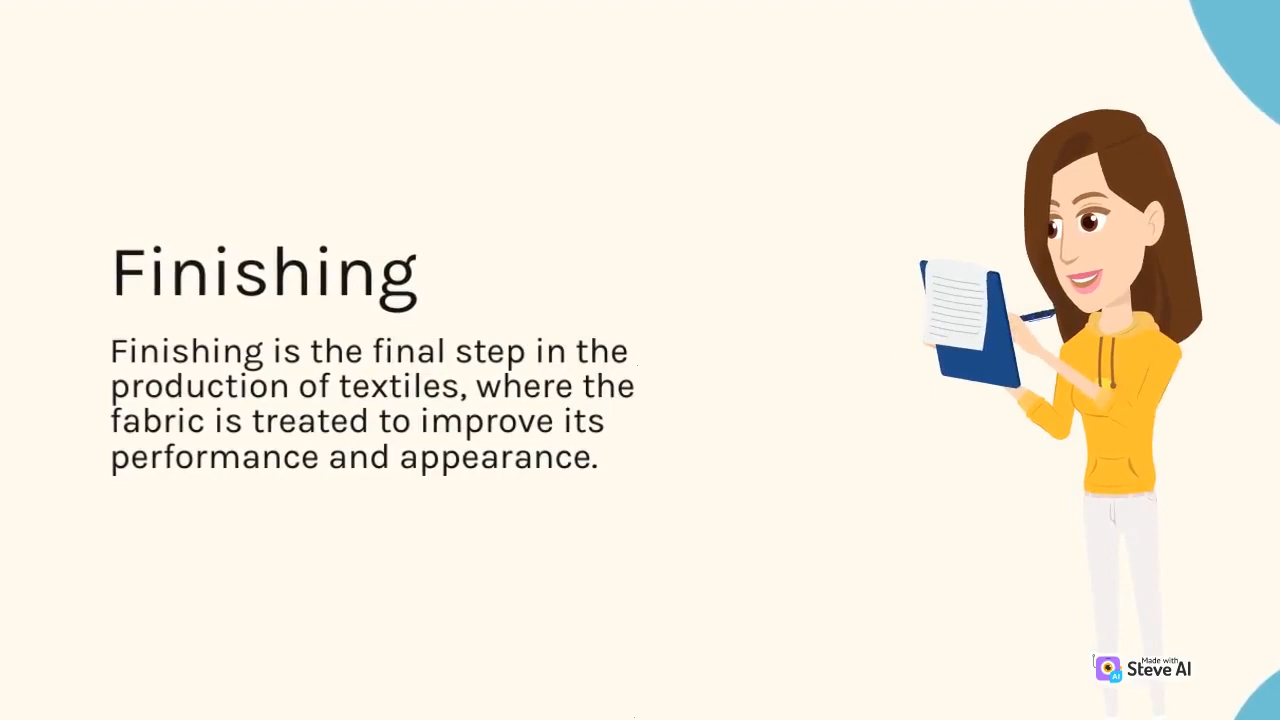 Finishing
Finishing is the final step in the
production of textiles, where the
fabric is treated to improve its
performance and appearance.
Made with
Steve AI
AI